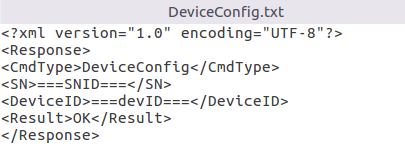 DeviceConfig.txt
<?xml version="1.0" encoding="UTF-8"?>
<Response>
<CmdType>DeviceConfig</CmdType>
<SN>===SNID===</SN>
<DeviceID>===devID===</DeviceID>
<Result>OK</Result>
</Response>